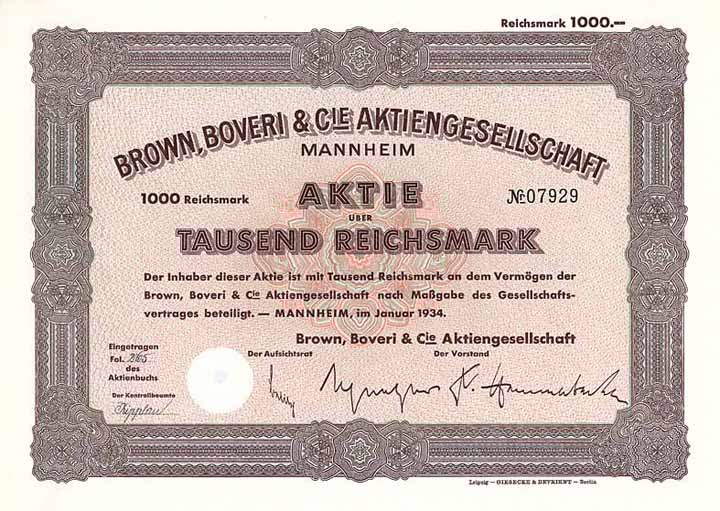 Reichsmark 1000.--
BROWN, BOVERI & CIE AKTIENGESELLSCHAFT
MANNHEIM
1000 Reichsmark
AKTIE
№ 07929
ÜBER
TAUSEND REICHSMARK
Der Inhaber dieser Aktie ist mit Tausend Reichsmark an dem Vermögen der
Brown, Boveri & Cie Aktiengesellschaft nach Maßgabe des Gesellschafts-
vertrages beteiligt. — MANNHEIM, im Januar 1934.
Brown, Boveri & Cie Aktiengesellschaft
Der Aufsichtsrat Der Vorstand
Eingetragen
Fol. 265
des
Aktienbuchs
Der Kontrollbeamte
Leipzig — GIESECKE & DEVRIENT — Berlin